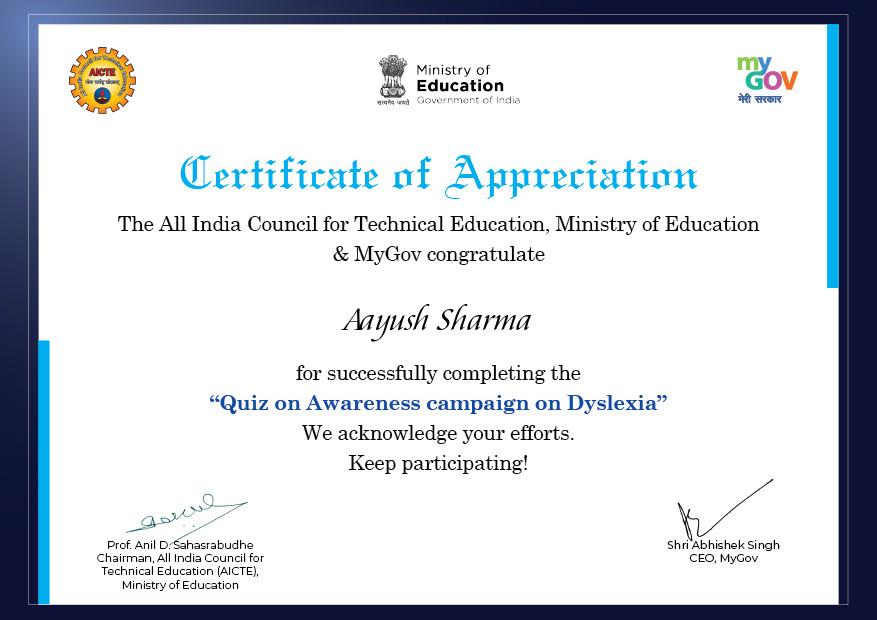 AICTE
Ministry of
Education
Government of India
सत्यमेव जयते
my
GOV
मेरी सरकार
Certificate of Appreciation
The All India Council for Technical Education, Ministry of Education
& MyGov congratulate
Aayush Sharma
for successfully completing the
“Quiz on Awareness campaign on Dyslexia”
We acknowledge your efforts.
Keep participating!
Prof. Anil D. Sahasrabudhe
Chairman, All India Council for
Technical Education (AICTE),
Ministry of Education
Shri Abhishek Singh
CEO, MyGov